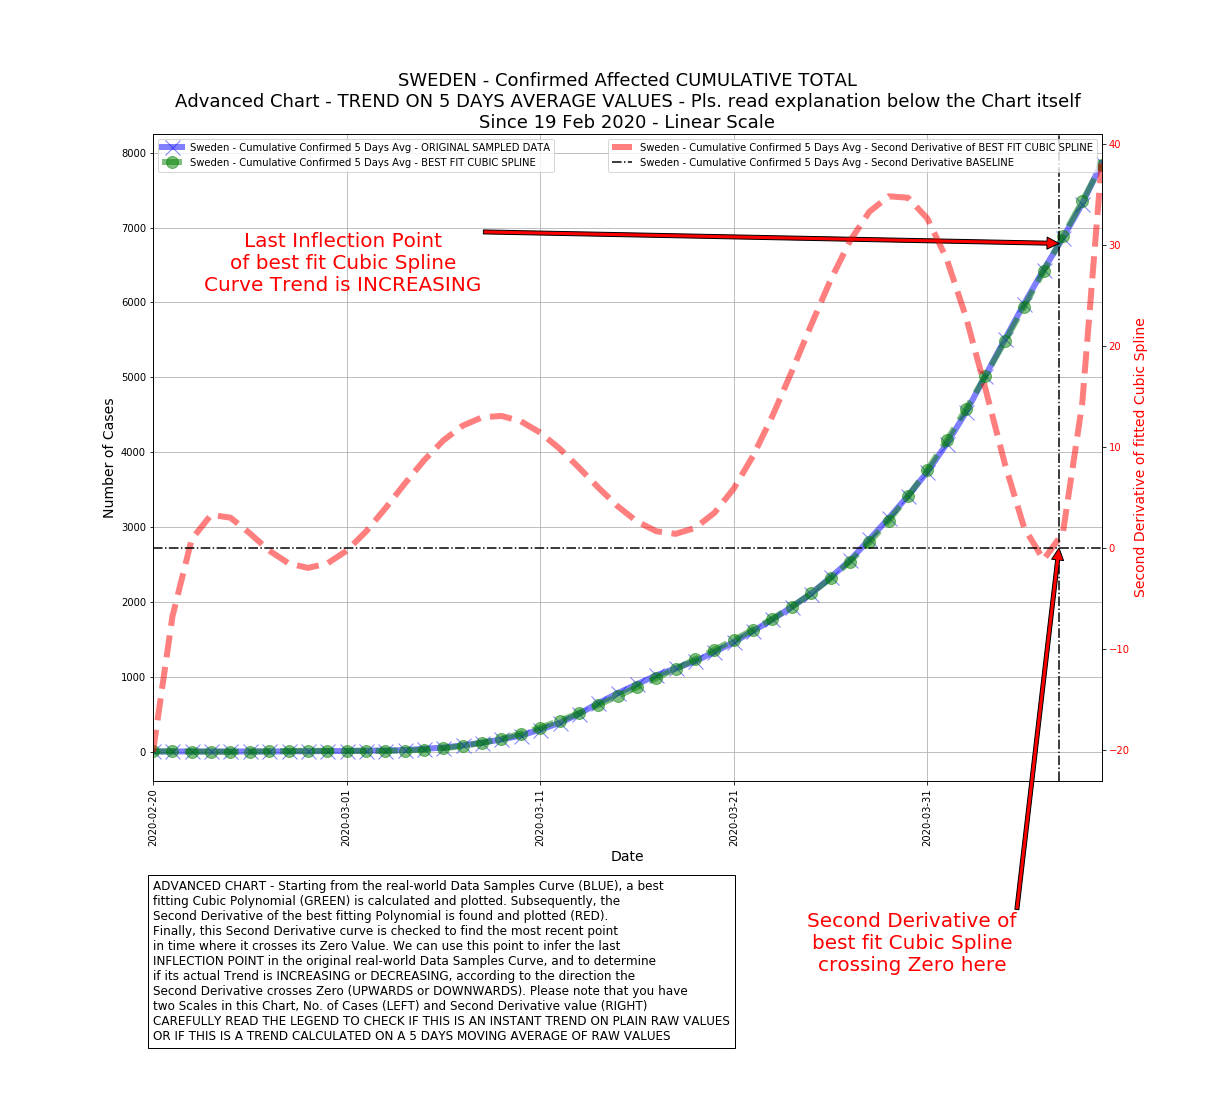 SWEDEN - Confirmed Affected CUMULATIVE TOTAL
Advanced Chart - TREND ON 5 DAYS AVERAGE VALUES - Pls. read explanation below the Chart itself
Since 19 Feb 2020 - Linear Scale
Sweden - Cumulative Confirmed 5 Days Avg - ORIGINAL SAMPLED DATA
Sweden - Cumulative Confirmed 5 Days Avg - BEST FIT CUBIC SPLINE
Sweden - Cumulative Confirmed 5 Days Avg - Second Derivative of BEST FIT CUBIC SPLINE
Sweden - Cumulative Confirmed 5 Days Avg - Second Derivative BASELINE
Last Inflection Point
of best fit Cubic Spline
Curve Trend is INCREASING
Number of Cases
8000
7000
6000
5000
4000
3000
2000
1000
0
40
30
20
10
0
−10
−20
Second Derivative of fitted Cubic Spline
2020-02-20
2020-03-01
2020-03-11
2020-03-21
2020-03-31
Date
ADVANCED CHART - Starting from the real-world Data Samples Curve (BLUE), a best
fitting Cubic Polynomial (GREEN) is calculated and plotted. Subsequently, the
Second Derivative of the best fitting Polynomial is found and plotted (RED).
Finally, this Second Derivative curve is checked to find the most recent point
in time where it crosses its Zero Value. We can use this point to infer the last
INFLECTION POINT in the original real-world Data Samples Curve, and to determine
if its actual Trend is INCREASING or DECREASING, according to the direction the
Second Derivative crosses Zero (UPWARDS or DOWNWARDS). Please note that you have
two Scales in this Chart, No. of Cases (LEFT) and Second Derivative value (RIGHT)
CAREFULLY READ THE LEGEND TO CHECK IF THIS IS AN INSTANT TREND ON PLAIN RAW VALUES
OR IF THIS IS A TREND CALCULATED ON A 5 DAYS MOVING AVERAGE OF RAW VALUES
Second Derivative of
best fit Cubic Spline
crossing Zero here